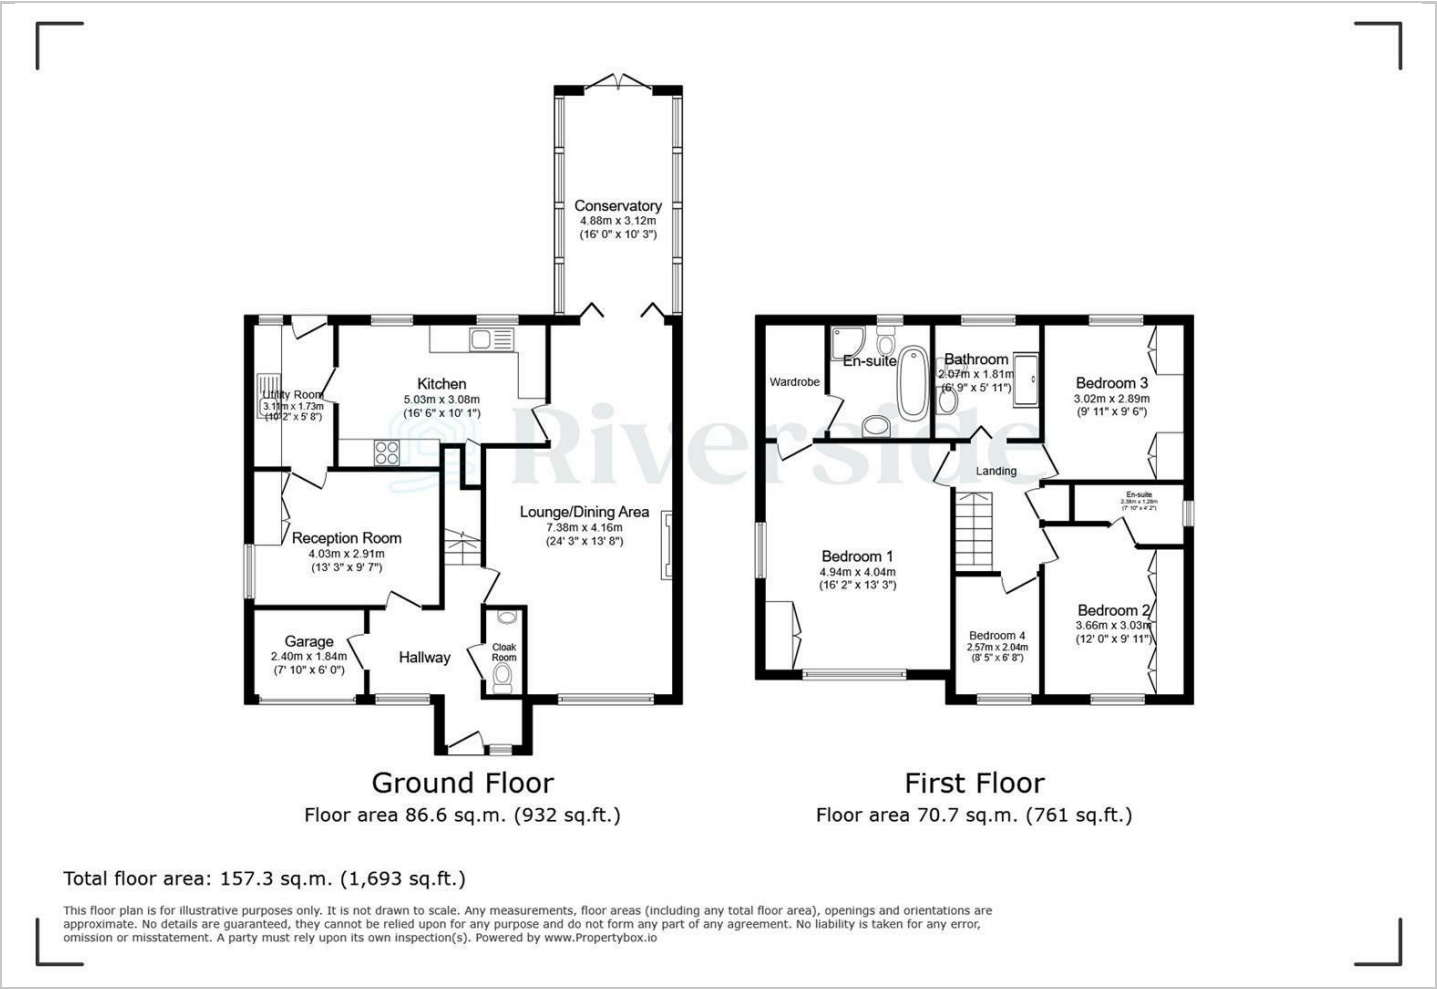 Conservatory
4.88m x 3.12m
(16' 0" x 10' 3")
Utility Room
3.11m x 1.73m
(10' 2" x 5' 8")
Kitchen
5.03m x 3.08m
(16' 6" x 10' 1")
Riverside
Lounge/Dining Area
7.38m x 4.16m
(24' 3" x 13' 8")
Reception Room
4.03m x 2.91m
(13' 3" x 9' 7")
Garage
2.40m x 1.84m
(7' 10" x 6' 0")
Hallway
Cloak
Room
Wardrobe
En-suite
Bathroom
2.07m x 1.81m
(6' 9" x 5' 11")
Bedroom 3
3.02m x 2.89m
(9' 11" x 9' 6")
Landing
En-suite
2.38m x 1.28m
(7' 10" x 4' 2")
Bedroom 1
4.94m x 4.04m
(16' 2" x 13' 3")
Bedroom 2
3.66m x 3.03m
(12' 0" x 9' 11")
Bedroom 4
2.57m x 2.04m
(8' 5" x 6' 8")
Ground Floor
Floor area 86.6 sq.m. (932 sq.ft.)
First Floor
Floor area 70.7 sq.m. (761 sq.ft.)
Total floor area: 157.3 sq.m. (1,693 sq.ft.)
This floor plan is for illustrative purposes only. It is not drawn to scale. Any measurements, floor areas (including any total floor area), openings and orientations are
approximate. No details are guaranteed, they cannot be relied upon for any purpose and do not form any part of any agreement. No liability is taken for any error,
omission or misstatement. A party must rely upon its own inspection(s). Powered by www.Propertybox.io